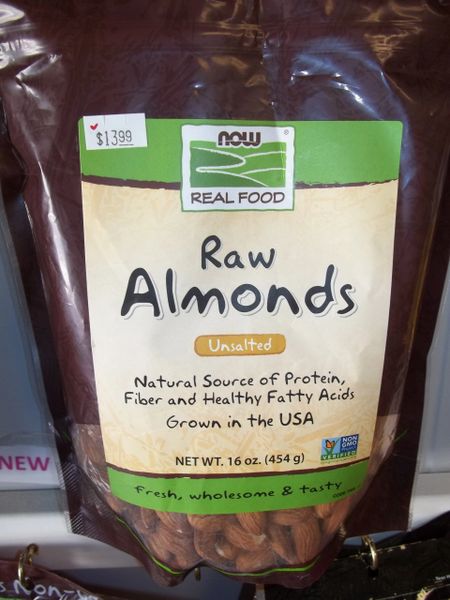 $13.99
now®
REAL FOOD
Raw
Almonds
Unsalted
Natural Source of Protein,
Fiber and Healthy Fatty Acids
Grown in the USA
NON
GMO
VERIFIED
NET WT. 16 oz. (454 g)
fresh, wholesome & tasty
NEW